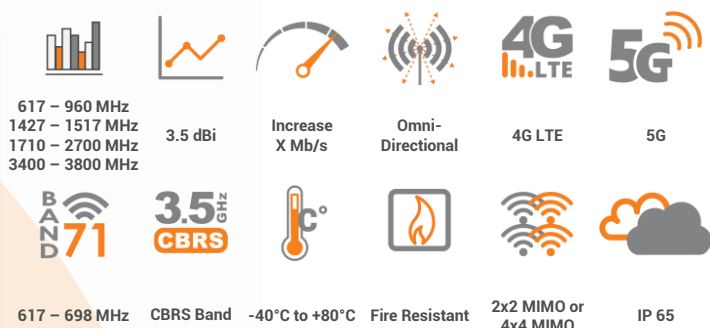 4G
LTE
5G
617 – 960 MHz
1427 – 1517 MHz
1710 – 2700 MHz
3400 – 3800 MHz
3.5 dBi
Increase
X Mb/s
Omni-
Directional
4G LTE
5G
BAND
71
3.5 GHz
CBRS
C°
617 – 698 MHz
CBRS Band
-40°C to +80°C
Fire Resistant
2x2 MIMO or
4x4 MIMO
IP 65